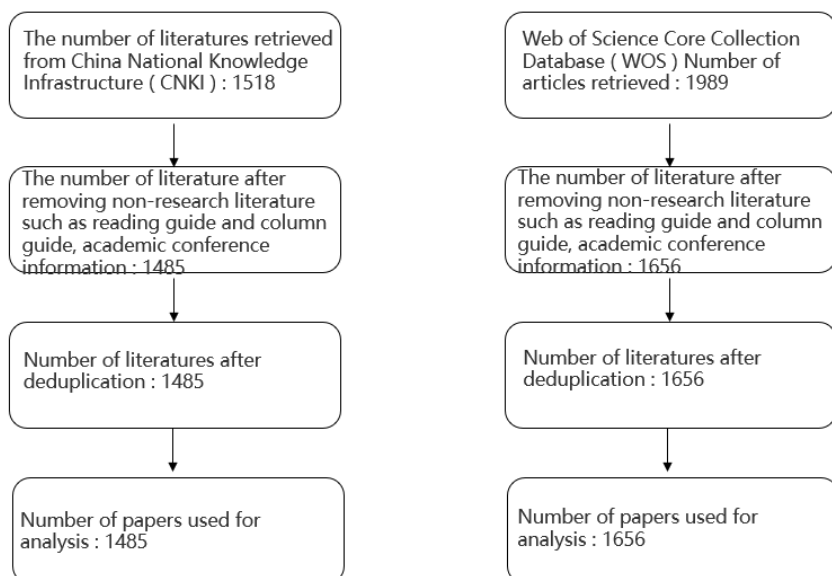 The number of literatures retrieved
from China National Knowledge
Infrastructure ( CNKI ) : 1518
The number of literature after
removing non-research literature
such as reading guide and column
guide, academic conference
information : 1485
Number of literatures after
deduplication : 1485
Number of papers used for
analysis : 1485
Web of Science Core Collection
Database ( WOS ) Number of
articles retrieved : 1989
The number of literature after
removing non-research literature
such as reading guide and column
guide, academic conference
information : 1656
Number of literatures after
deduplication : 1656
Number of papers used for
analysis : 1656